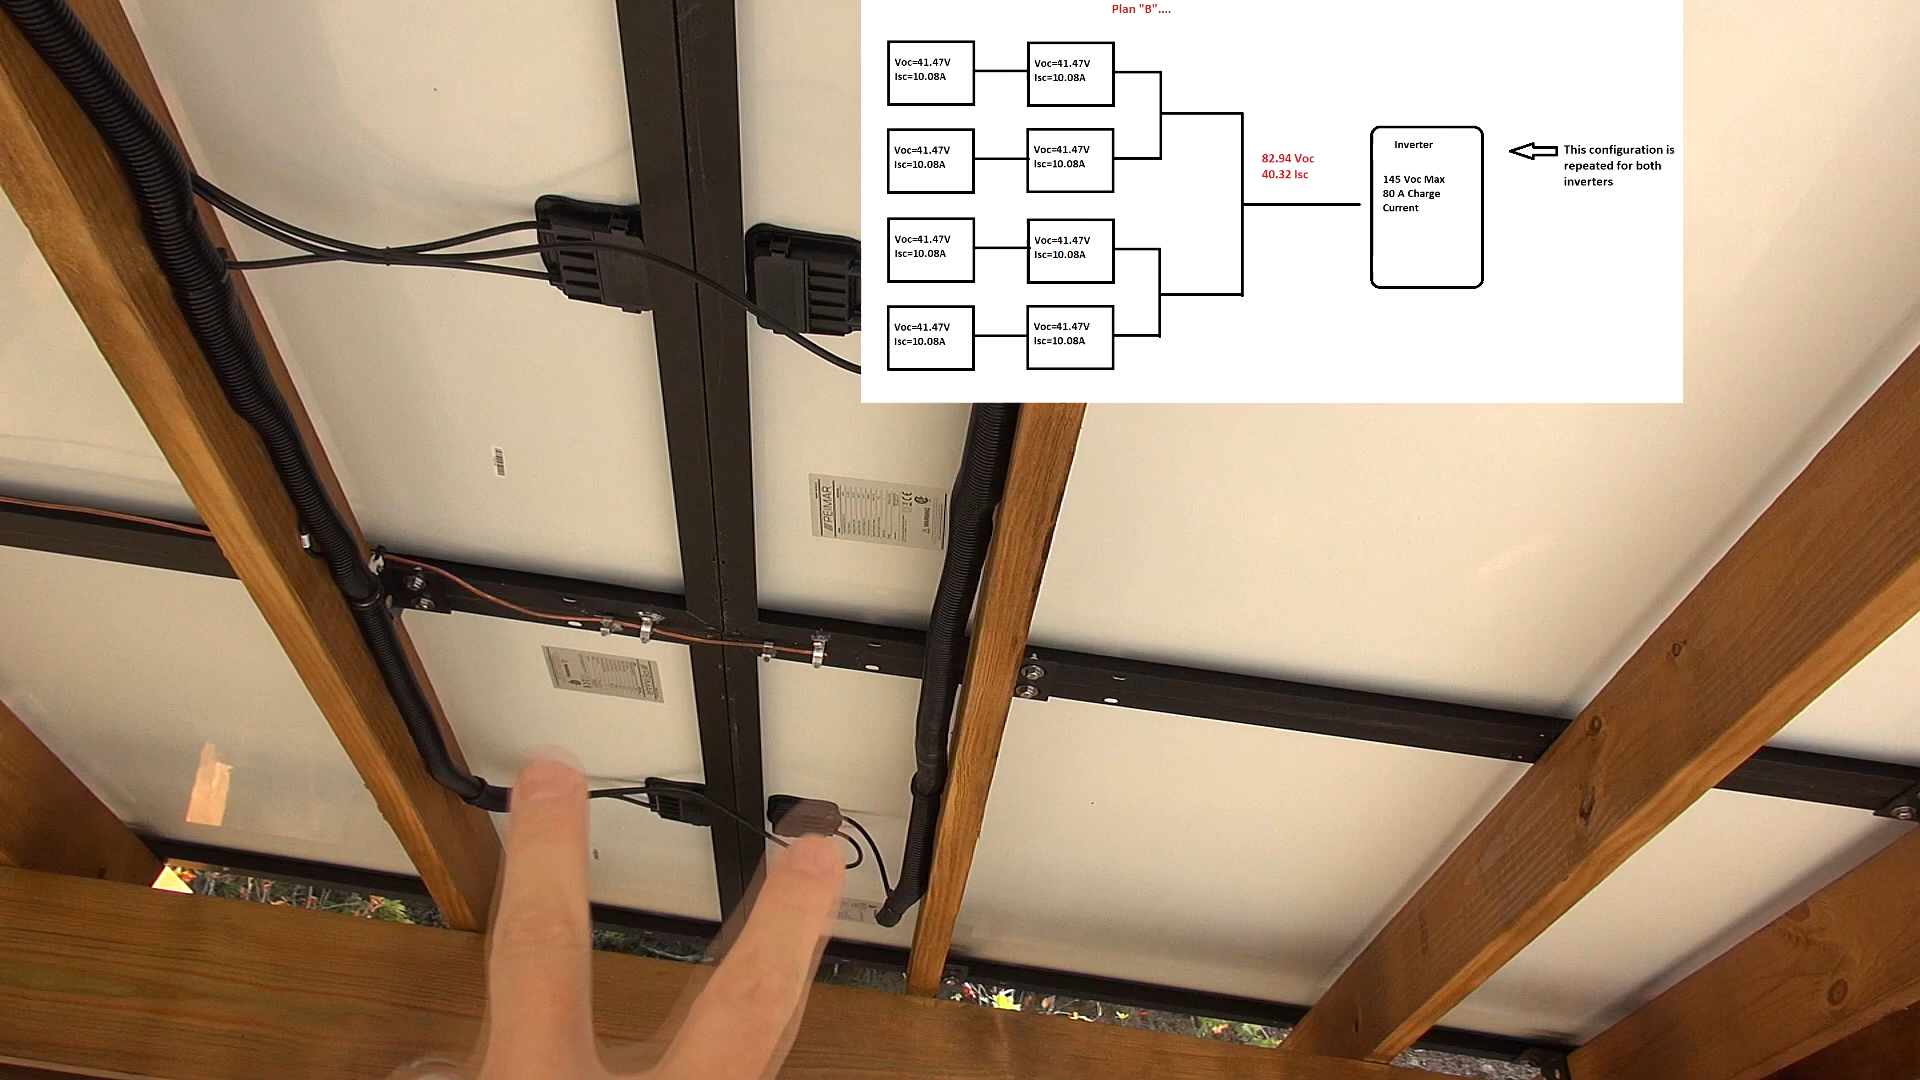 Plan "B"....
Voc=41.47V
Isc=10.08A
Voc=41.47V
Isc=10.08A
Voc=41.47V
Isc=10.08A
Voc=41.47V
Isc=10.08A
Voc=41.47V
Isc=10.08A
Voc=41.47V
Isc=10.08A
Voc=41.47V
Isc=10.08A
Voc=41.47V
Isc=10.08A
82.94 Voc
40.32 Isc
Inverter
145 Voc Max
80 A Charge
Current
This configuration is
repeated for both
inverters
PEIMAR
WARNING